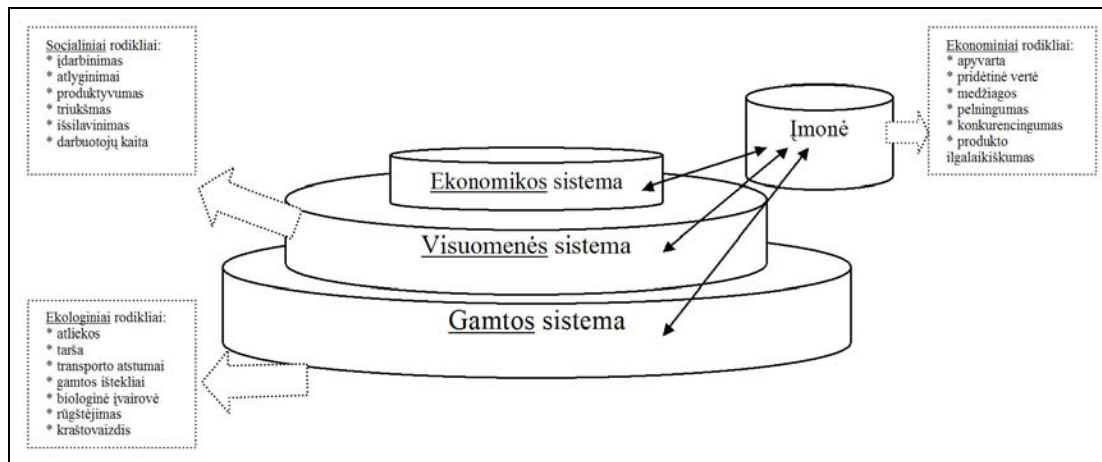 Socialiniai rodikliai:
* įdarbinimas
* atlyginimai
* produktyvumas
* triukšmas
* išsilavinimas
* darbuotojų kaita
Ekonominiai rodikliai:
* apyvarta
* pridėtinė vertė
* medžiagos
* pelningumas
* konkurencingumas
* produkto
ilgalaikiškumas
Įmonė
Ekonomikos sistema
Visuomenės sistema
Gamtos sistema
Ekologiniai rodikliai:
* atliekos
* tarša
* transporto atstumai
* gamtos ištekliai
* biologinė įvairovė
* rūgštėjimas
* kraštovaizdis